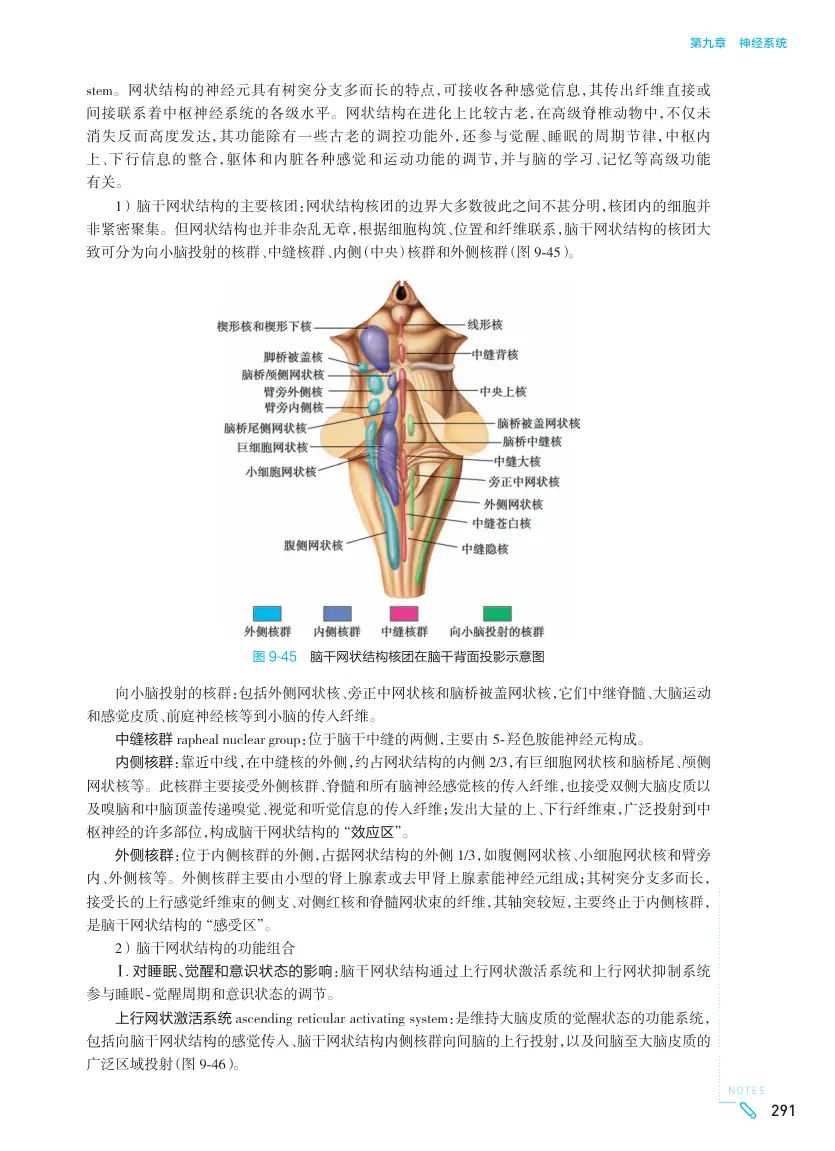 第九章 神经系统
stem。网状结构的神经元具有树突分支多而长的特点,可接收各种感觉信息,其传出纤维直接或
间接联系着中枢神经系统的各级水平。网状结构在进化上比较古老,在高级脊椎动物中,不仅未
消失反而高度发达,其功能除有一些古老的调控功能外,还参与觉醒、睡眠的周期节律,中枢内
上、下行信息的整合,躯体和内脏各种感觉和运动功能的调节,并与脑的学习、记忆等高级功能
有关。
1)脑干网状结构的主要核团:网状结构核团的边界大多数彼此之间不甚分明,核团内的细胞并
非紧密聚集。但网状结构也并非杂乱无章,根据细胞构筑、位置和纤维联系,脑干网状结构的核团大
致可分为向小脑投射的核群、中缝核群、内侧(中央)核群和外侧核群(图 9-45)。
楔形核和楔形下核
脚桥被盖核
脑桥颅侧网状核
臂旁外侧核
臂旁内侧核
脑桥尾侧网状核
巨细胞网状核
小细胞网状核
腹侧网状核
线形核
中缝背核
中央上核
脑桥被盖网状核
脑桥中缝核
中缝大核
旁正中网状核
外侧网状核
中缝苍白核
中缝隐核
外侧核群 内侧核群 中缝核群 向小脑投射的核群
图 9-45 脑干网状结构核团在脑干背面投影示意图
向小脑投射的核群:包括外侧网状核、旁正中网状核和脑桥被盖网状核,它们中继脊髓、大脑运动
和感觉皮质、前庭神经核等到小脑的传入纤维。
中缝核群 rapheal nuclear group:位于脑干中缝的两侧,主要由 5-羟色胺能神经元构成。
内侧核群:靠近中线,在中缝核的外侧,约占网状结构的内侧 2/3,有巨细胞网状核和脑桥尾、颅侧
网状核等。此核群主要接受外侧核群、脊髓和所有脑神经感觉核的传入纤维,也接受双侧大脑皮质以
及嗅脑和中脑顶盖传递嗅觉、视觉和听觉信息的传入纤维;发出大量的上、下行纤维束,广泛投射到中
枢神经的许多部位,构成脑干网状结构的“效应区”。
外侧核群:位于内侧核群的外侧,占据网状结构的外侧 1/3,如腹侧网状核、小细胞网状核和臂旁
内、外侧核等。外侧核群主要由小型的肾上腺素或去甲肾上腺素能神经元组成;其树突分支多而长,
接受长的上行感觉纤维束的侧支、对侧红核和脊髓网状束的纤维,其轴突较短,主要终止于内侧核群,
是脑干网状结构的“感受区”。
2)脑干网状结构的功能组合
Ⅰ. 对睡眠、觉醒和意识状态的影响:脑干网状结构通过上行网状激活系统和上行网状抑制系统
参与睡眠-觉醒周期和意识状态的调节。
上行网状激活系统 ascending reticular activating system:是维持大脑皮质的觉醒状态的功能系统,
包括向脑干网状结构的感觉传入、脑干网状结构内侧核群向间脑的上行投射,以及间脑至大脑皮质的
广泛区域投射(图 9-46)。
NOTES
291